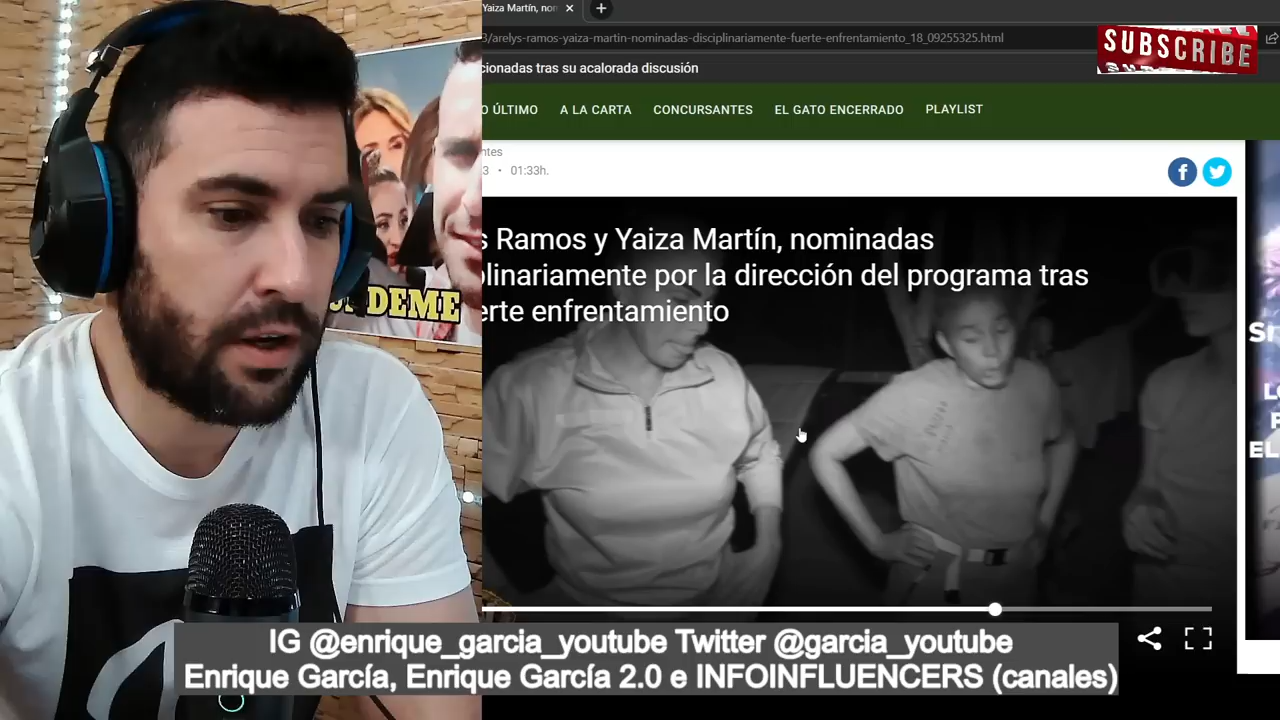 Yaiza Martín, non
3/arelys-ramos-yaiza-martin-nominadas-disciplinariamente-fuerte-enfrentamiento_18_09255325.html
SUBSCRIBE
cionadas tras su acalorada discusión
O ÚLTIMO A LA CARTA CONCURSANTES EL GATO ENCERRADO PLAYLIST
ntes
3 • 01:33h.
s Ramos y Yaiza Martín, nominadas
plinariamente por la dirección del programa tras
erte enfrentamiento
DEME
IG @enrique_garcia_youtube Twitter @garcia_youtube
Enrique García, Enrique García 2.0 e INFOINFLUENCERS (canales)